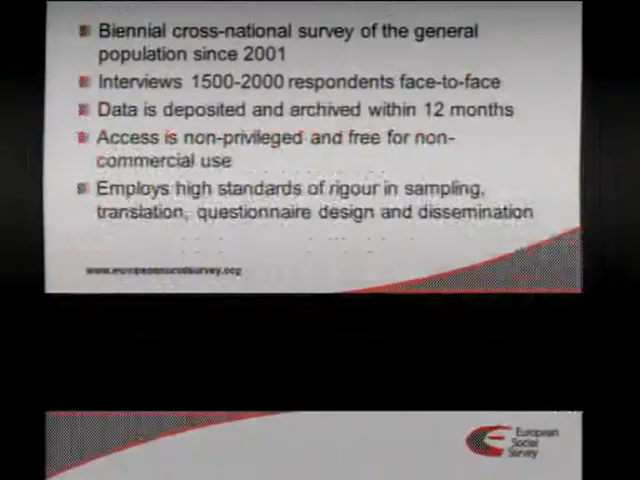 Biennial cross-national survey of the general
population since 2001
Interviews 1500-2000 respondents face-to-face
Data is deposited and archived within 12 months
Access is non-privileged and free for non-
commercial use
Employs high standards of rigour in sampling,
translation, questionnaire design and dissemination
www.europeansocialsurvey.org
European
Social
Survey